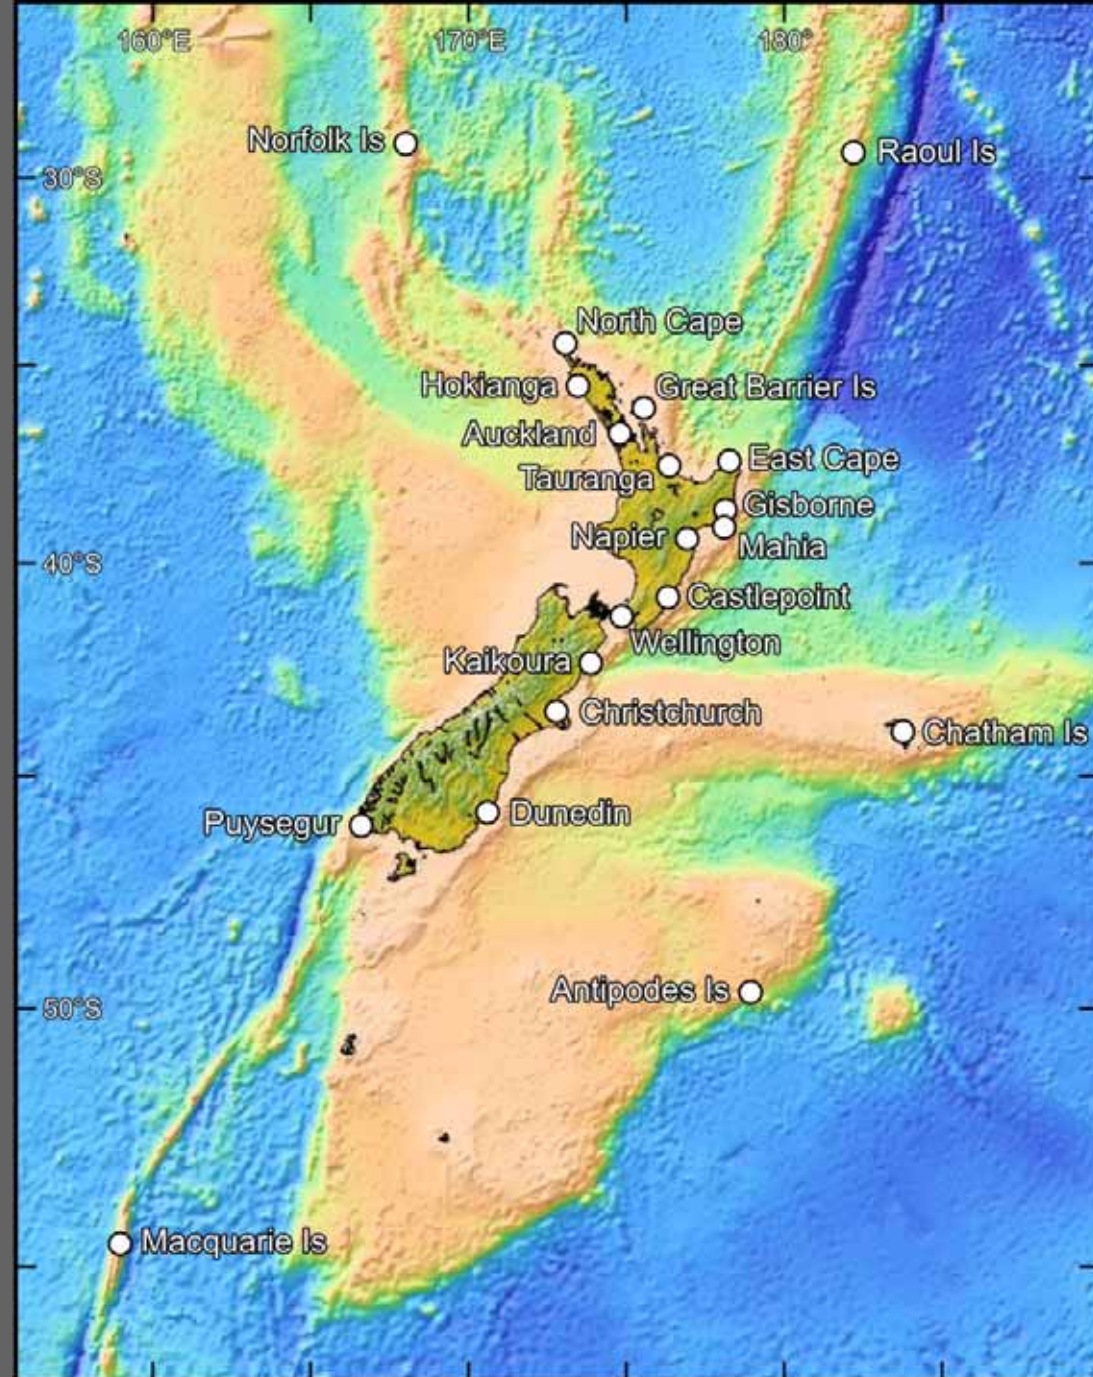 160°E
170°E
180°
Norfolk Is
Raoul Is
30°S
North Cape
Hokianga
Great Barrier Is
Auckland
East Cape
Tauranga
Gisborne
Napier
Mahia
40°S
Castlepoint
Wellington
Kaikoura
Christchurch
Chatham Is
Puysegur
Dunedin
Antipodes Is
50°S
Macquarie Is